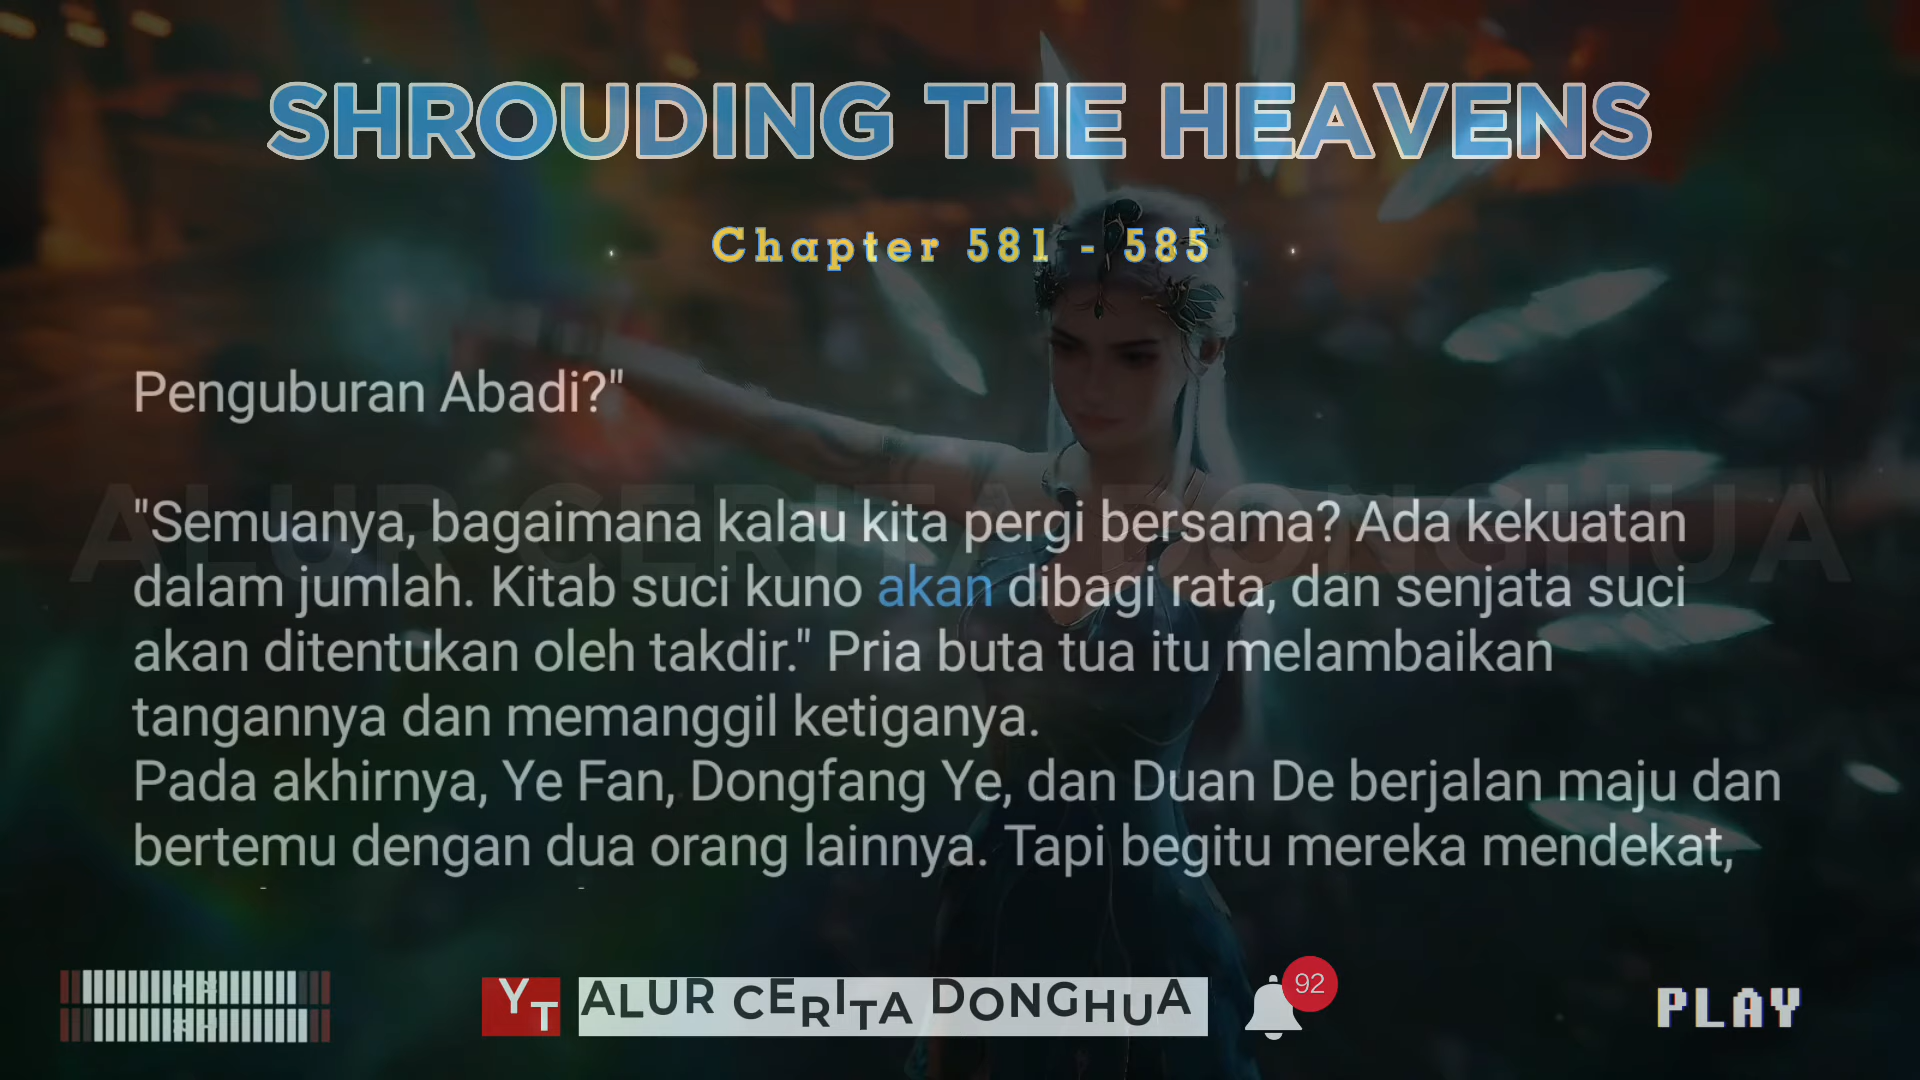 SHROUDING THE HEAVENS
Chapter 581 - 585
Penguburan Abadi?"
ALUR CERITA DONGHUA
"Semuanya, bagaimana kalau kita pergi bersama? Ada kekuatan
dalam jumlah. Kitab suci kuno akan dibagi rata, dan senjata suci
akan ditentukan oleh takdir." Pria buta tua itu melambaikan
tangannya dan memanggil ketiganya.
Pada akhirnya, Ye Fan, Dongfang Ye, dan Duan De berjalan maju dan
bertemu dengan dua orang lainnya. Tapi begitu mereka mendekat,
YT ALUR CERITA DONGHUA
92
PLAY